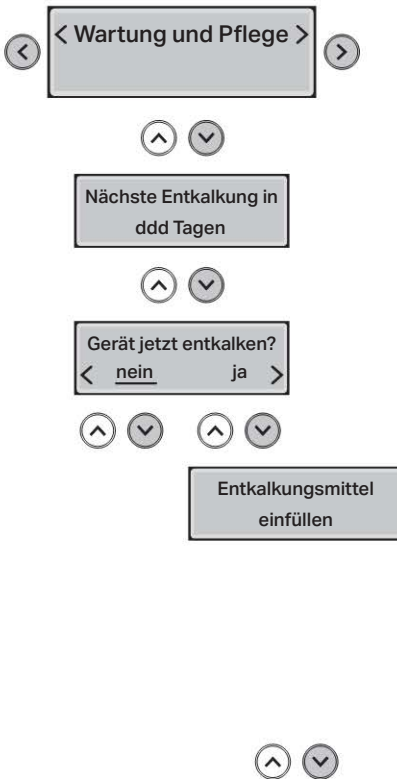 < Wartung und Pflege >
Nächste Entkalkung in
ddd Tagen
Gerät jetzt entkalken?
< nein ja >
Entkalkungsmittel
einfüllen